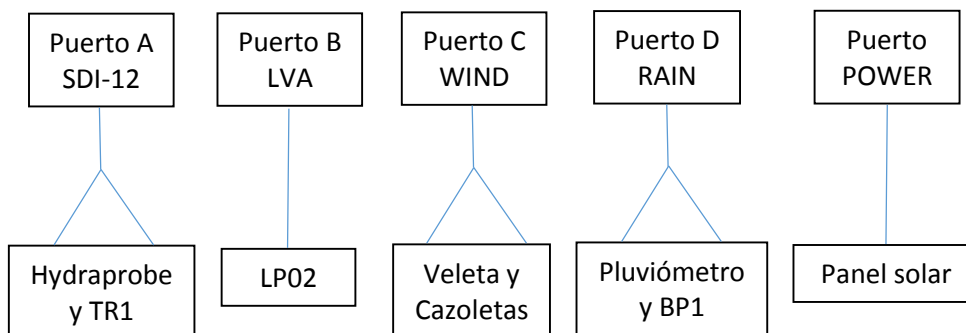 Puerto A
SDI-12
Puerto B
LVA
Puerto C
WIND
Puerto D
RAIN
Puerto
POWER
Hydraprobe
y TR1
LP02
Veleta y
Cazoletas
Pluviómetro
y BP1
Panel solar